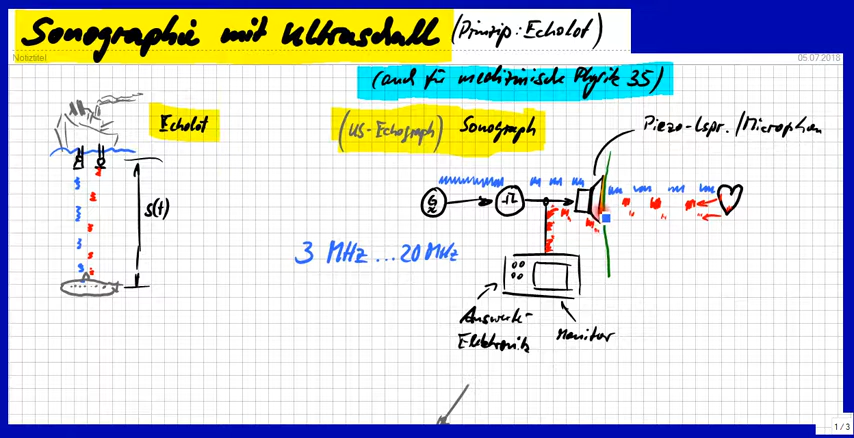 Sonographie mit Ultraschall (Prinzip: Echolot)
Notiztitel
05.07.2018
(auch für medizinische Physik 35)
Echolot
(US-Echograph) Sonograph
Piezo-Lspr./Mikrophon
G
s(t)
3 MHz ... 20 MHz
Auswerte-
Elektronik
Monitor
1 / 3